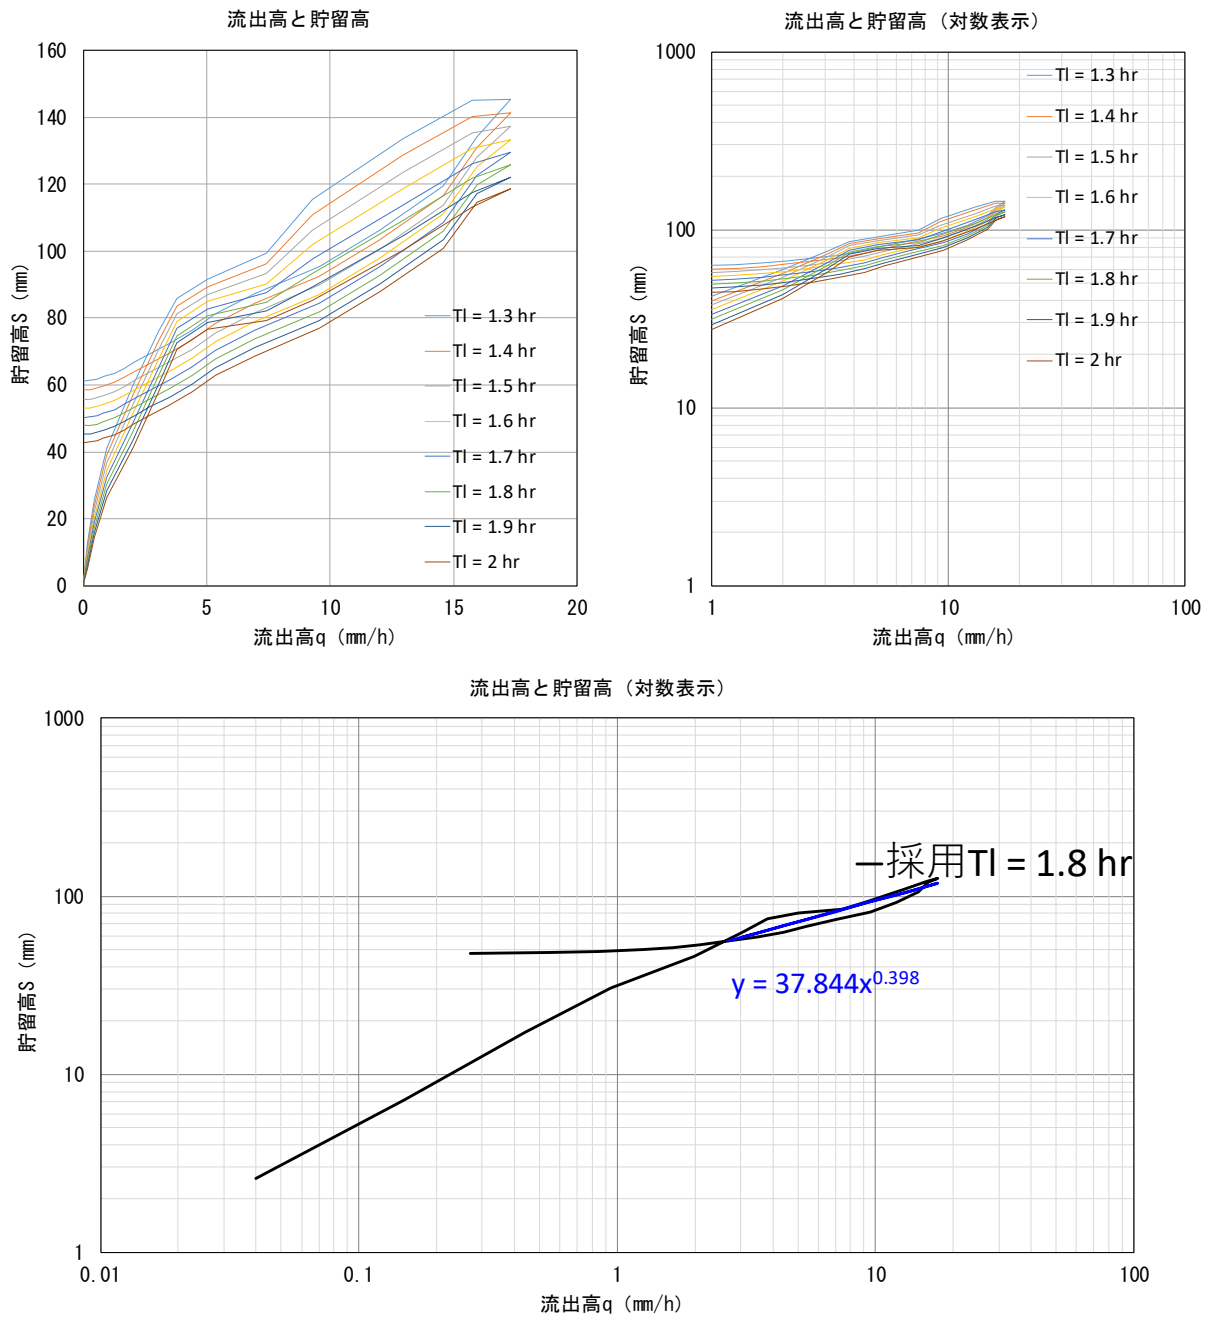 流出高と貯留高
160
140
120
100
80
60
40
20
0
0 5 10 15 20
貯留高S (mm)
流出高q (mm/h)
Tl = 1.3 hr
Tl = 1.4 hr
Tl = 1.5 hr
Tl = 1.6 hr
Tl = 1.7 hr
Tl = 1.8 hr
Tl = 1.9 hr
Tl = 2 hr
流出高と貯留高 (対数表示)
1000
100
10
1
1 10 100
貯留高S (mm)
流出高q (mm/h)
Tl = 1.3 hr
Tl = 1.4 hr
Tl = 1.5 hr
Tl = 1.6 hr
Tl = 1.7 hr
Tl = 1.8 hr
Tl = 1.9 hr
Tl = 2 hr
流出高と貯留高 (対数表示)
1000
100
10
1
0.01 0.1 1 10 100
貯留高S (mm)
流出高q (mm/h)
採用Tl = 1.8 hr
y = 37.844x^0.398